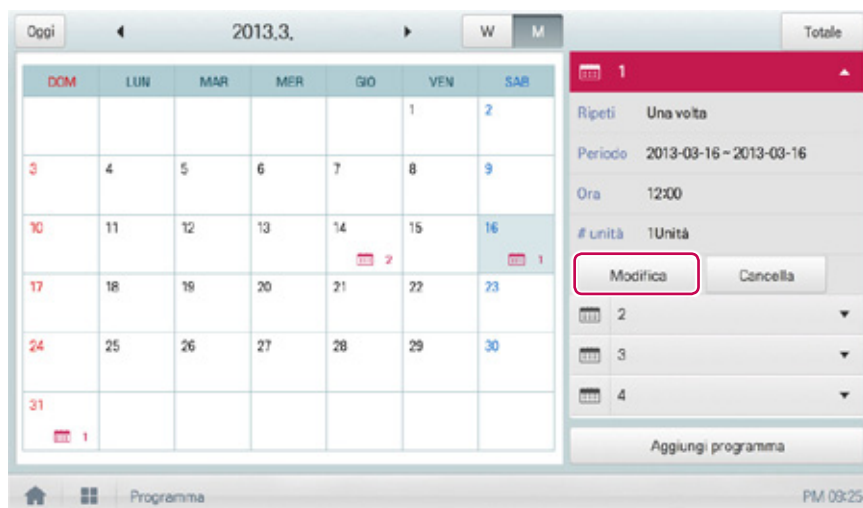 Oggi 2013.3. W M Totale
DOM LUN MAR MER GIO VEN SAB
1 2
3 4 5 6 7 8 9
10 11 12 13 14 15 16
2 1
17 18 19 20 21 22 23
24 25 26 27 28 29 30
31
1
1
Ripeti Una volta
Periodo 2013-03-16 ~ 2013-03-16
Ora 12:00
# unità 1Unità
Modifica Cancella
2
3
4
Aggiungi programma
Programma PM 09:25